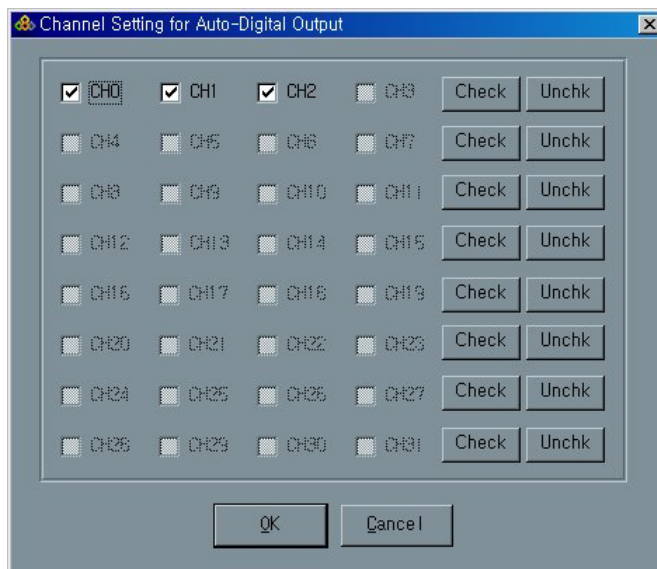 Channel Setting for Auto-Digital Output
CH0 CH1 CH2 CH3 Check Unchk
CH4 CH5 CH6 CH7 Check Unchk
CH8 CH9 CH10 CH11 Check Unchk
CH12 CH13 CH14 CH15 Check Unchk
CH16 CH17 CH18 CH19 Check Unchk
CH20 CH21 CH22 CH23 Check Unchk
CH24 CH25 CH26 CH27 Check Unchk
CH28 CH29 CH30 CH31 Check Unchk
OK Cancel